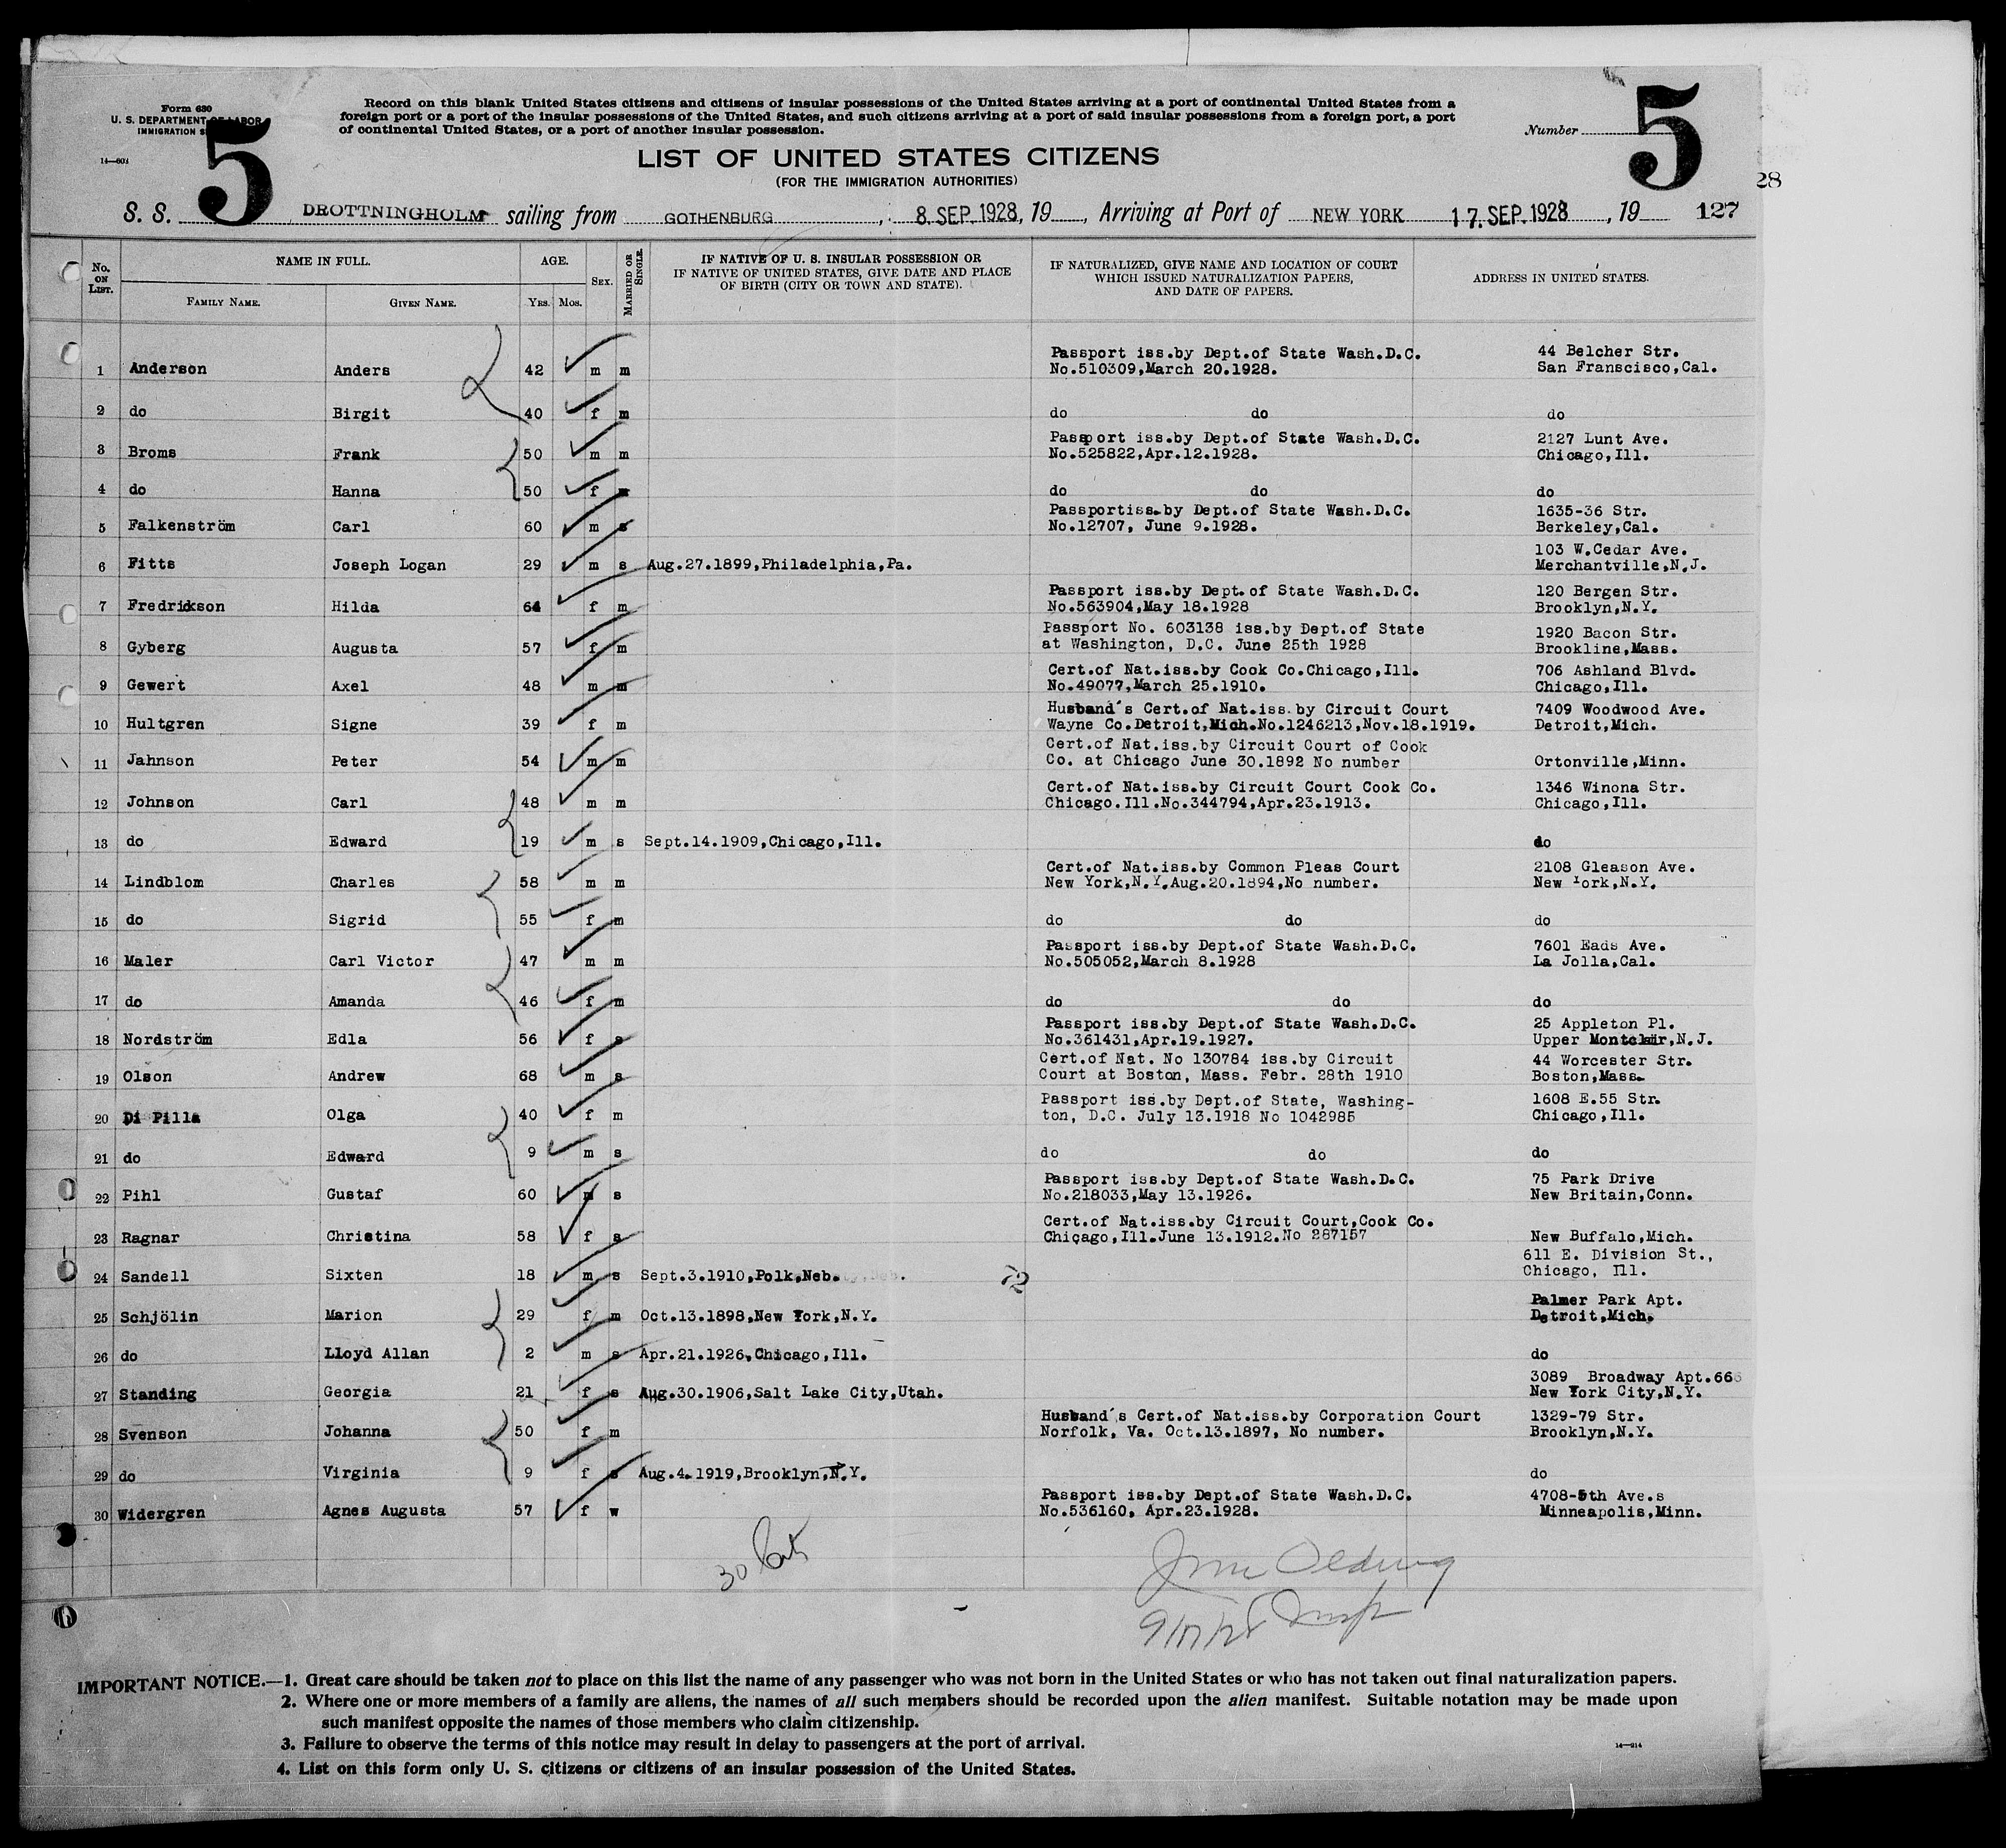 Form 630
U. S. DEPARTMENT OF LABOR
IMMIGRATION
14—604
5
Record on this blank United States citizens and citizens of insular possessions of the United States arriving at a port of continental United States from a
foreign port or a port of the insular possessions of the United States, and such citizens arriving at a port of said insular possessions from a foreign port, a port
of continental United States, or a port of another insular possession.
Number
5
LIST OF UNITED STATES CITIZENS
(FOR THE IMMIGRATION AUTHORITIES)
28
S. S. DROTTNINGHOLM sailing from GOTHENBURG, 8 SEP. 1928, 19, Arriving at Port of NEW YORK 17. SEP. 1928, 19 127
No. ON LIST. NAME IN FULL. FAMILY NAME. GIVEN NAME. AGE. YRS. MOS. SEX. MARRIED OR SINGLE. IF NATIVE OF U. S. INSULAR POSSESSION OR IF NATIVE OF UNITED STATES, GIVE DATE AND PLACE OF BIRTH (CITY OR TOWN AND STATE). IF NATURALIZED, GIVE NAME AND LOCATION OF COURT WHICH ISSUED NATURALIZATION PAPERS, AND DATE OF PAPERS. ADDRESS IN UNITED STATES.
Passport iss.by Dept.of State Wash.D.C. 44 Belcher Str.
1 Anderson Anders 42 m m No.510309,March 20.1928. San Franscisco,Cal.
2 do Birgit 40 f m do do do
Passport iss.by Dept.of State Wash.D.C. 2127 Lunt Ave.
3 Broms Frank 50 m m No.525822,Apr.12.1928. Chicago,Ill.
4 do Hanna 50 f m do do do
Passportiss.by Dept.of State Wash.D.C. 1635-36 Str.
5 Falkenström Carl 60 m s No.12707, June 9.1928. Berkeley,Cal.
103 W.Cedar Ave.
6 Fitts Joseph Logan 29 m s Aug.27.1899,Philadelphia,Pa. Merchantville,N.J.
Passport iss.by Dept.of State Wash.D.C. 120 Bergen Str.
7 Fredrikson Hilda 64 f m No.563904,May 18.1928 Brooklyn,N.Y.
Passport No. 603138 iss.by Dept.of State 1920 Bacon Str.
8 Gyberg Augusta 57 f m at Washington, D.C. June 25th 1928 Brookline,Mass.
Cert.of Nat.iss.by Cook Co.Chicago,Ill. 706 Ashland Blvd.
9 Gewert Axel 48 m m No.49077,March 25.1910. Chicago,Ill.
Husband's Cert.of Nat.iss.by Circuit Court 7409 Woodwood Ave.
10 Hultgren Signe 39 f m Wayne Co.Detroit,Mich.No.1246213,Nov.18.1919. Detroit,Mich.
Cert.of Nat.iss.by Circuit Court of Cook
11 Jahnson Peter 54 m m Co. at Chicago June 30.1892 No number Ortonville,Minn.
Cert.of Nat.iss.by Circuit Court Cook Co. 1346 Winona Str.
12 Johnson Carl 48 m m Chicago.Ill.No.344794,Apr.23.1913. Chicago,Ill.
13 do Edward 19 m s Sept.14.1909,Chicago,Ill. do
Cert.of Nat.iss.by Common Pleas Court 2108 Gleason Ave.
14 Lindblom Charles 58 m m New York,N.Y.Aug.20.1894,No number. New York,N.Y.
15 do Sigrid 55 f m do do do
Passport iss.by Dept.of State Wash.D.C. 7601 Eads Ave.
16 Maler Carl Victor 47 m m No.505052,March 8.1928 La Jolla,Cal.
17 do Amanda 46 f m do do do
Passport iss.by Dept.of State Wash.D.C. 25 Appleton Pl.
18 Nordström Edla 56 f s No.361431,Apr.19.1927. Upper Montclair,N.J.
Cert.of Nat. No 130784 iss.by Circuit 44 Worcester Str.
19 Olson Andrew 68 m s Court at Boston, Mass. Febr. 28th 1910 Boston,Mass.
Passport iss.by Dept.of State, Washing- 1608 E.55 Str.
20 Di Pilla Olga 40 f m ton, D.C. July 13.1918 No 1042985 Chicago,Ill.
21 do Edward 9 m s do do do
Passport iss.by Dept.of State Wash.D.C. 75 Park Drive
22 Pihl Gustaf 60 m s No.218033,May 13.1926. New Britain,Conn.
Cert.of Nat.iss.by Circuit Court,Cook Co.
23 Ragnar Christina 58 f s Chicago,Ill.June 13.1912.No 287157 New Buffalo,Mich.
611 E. Division St.,
24 Sandell Sixten 18 m s Sept.3.1910,Polk,Neb. 72 Chicago, Ill.
Palmer Park Apt.
25 Schjölin Marion 29 f m Oct.13.1898,New York,N.Y. Detroit,Mich.
26 do Lloyd Allan 2 m s Apr.21.1926,Chicago,Ill. do
3089 Broadway Apt.666
27 Standing Georgia 21 f s Aug.30.1906,Salt Lake City,Utah. New York City,N.Y.
Husband's Cert.of Nat.iss.by Corporation Court 1329-79 Str.
28 Svenson Johanna 50 f m Norfolk, Va. Oct.13.1897, No number. Brooklyn,N.Y.
29 do Virginia 9 f s Aug.4.1919,Brooklyn,N.Y. do
Passport iss.by Dept.of State Wash.D.C. 4708-5th Ave.s
30 Widergren Agnes Augusta 57 f w No.536160, Apr.23.1928. Minneapolis,Minn.
30
9/17/28 Insp
IMPORTANT NOTICE.—1. Great care should be taken not to place on this list the name of any passenger who was not born in the United States or who has not taken out final naturalization papers.
2. Where one or more members of a family are aliens, the names of all such members should be recorded upon the alien manifest. Suitable notation may be made upon
such manifest opposite the names of those members who claim citizenship.
3. Failure to observe the terms of this notice may result in delay to passengers at the port of arrival.
14—914
4. List on this form only U. S. citizens or citizens of an insular possession of the United States.